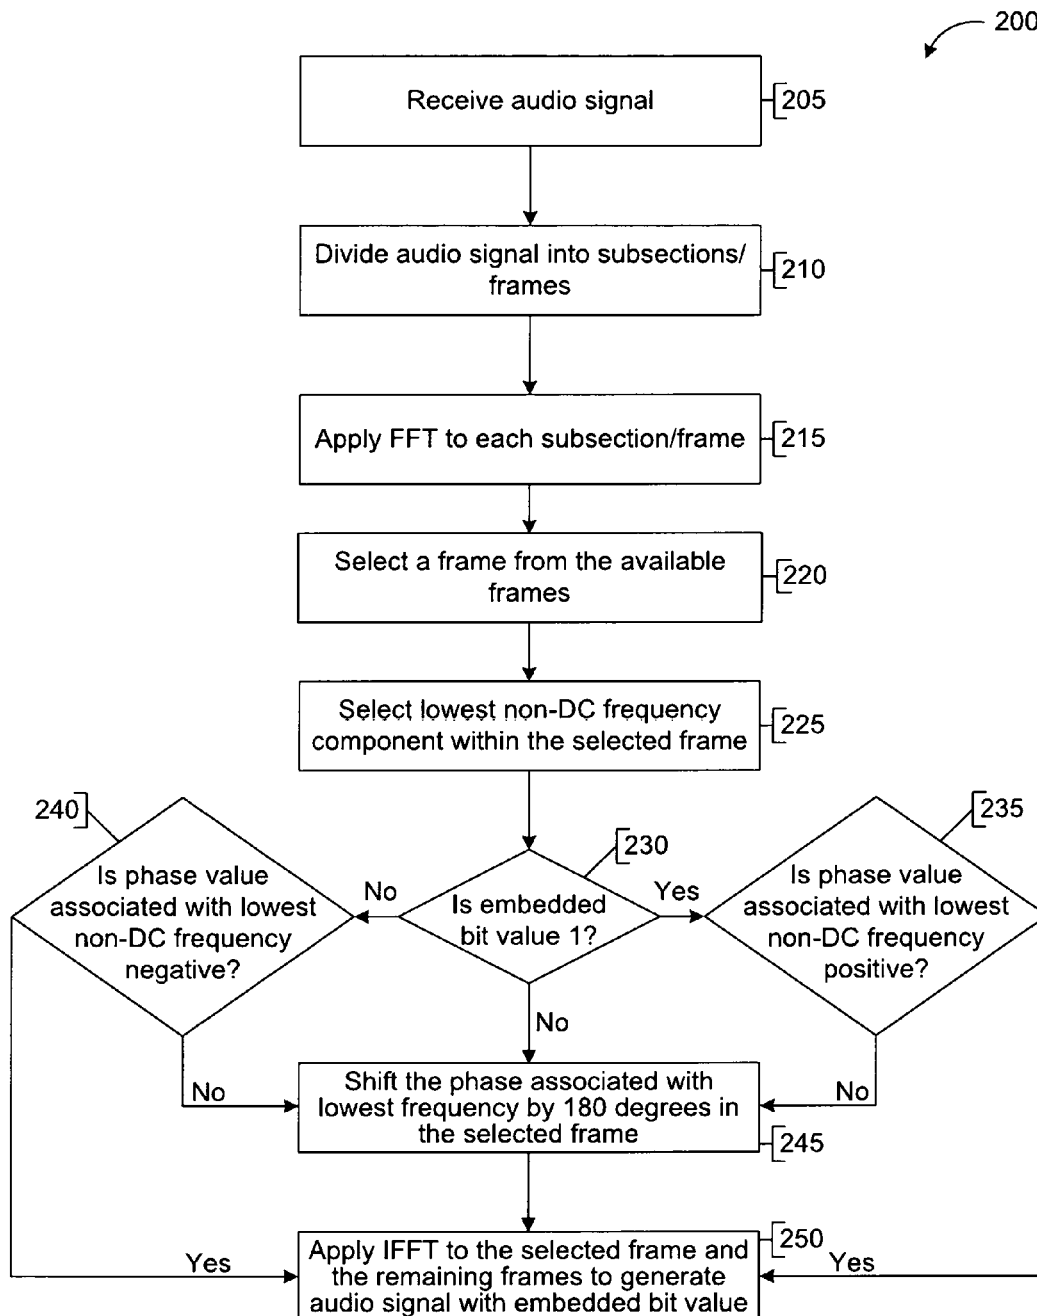 200
Receive audio signal
205
Divide audio signal into subsections/
frames
210
Apply FFT to each subsection/frame
215
Select a frame from the available
frames
220
Select lowest non-DC frequency
component within the selected frame
225
240
Is phase value
associated with lowest
non-DC frequency
negative?
No
230
Is embedded
bit value 1?
Yes
235
Is phase value
associated with lowest
non-DC frequency
positive?
No
No
Shift the phase associated with
lowest frequency by 180 degrees in
the selected frame
No
245
Yes
Apply IFFT to the selected frame and
the remaining frames to generate
audio signal with embedded bit value
250
Yes